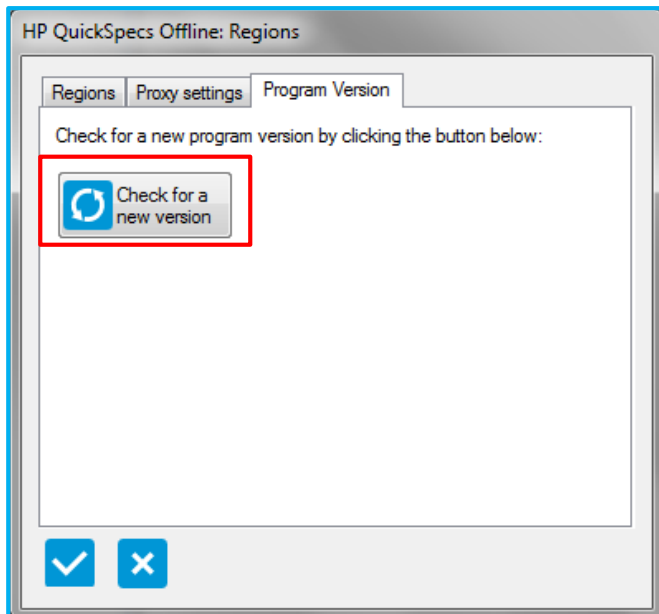 HP QuickSpecs Offline: Regions
Regions Proxy settings Program Version
Check for a new program version by clicking the button below:
Check for a
new version